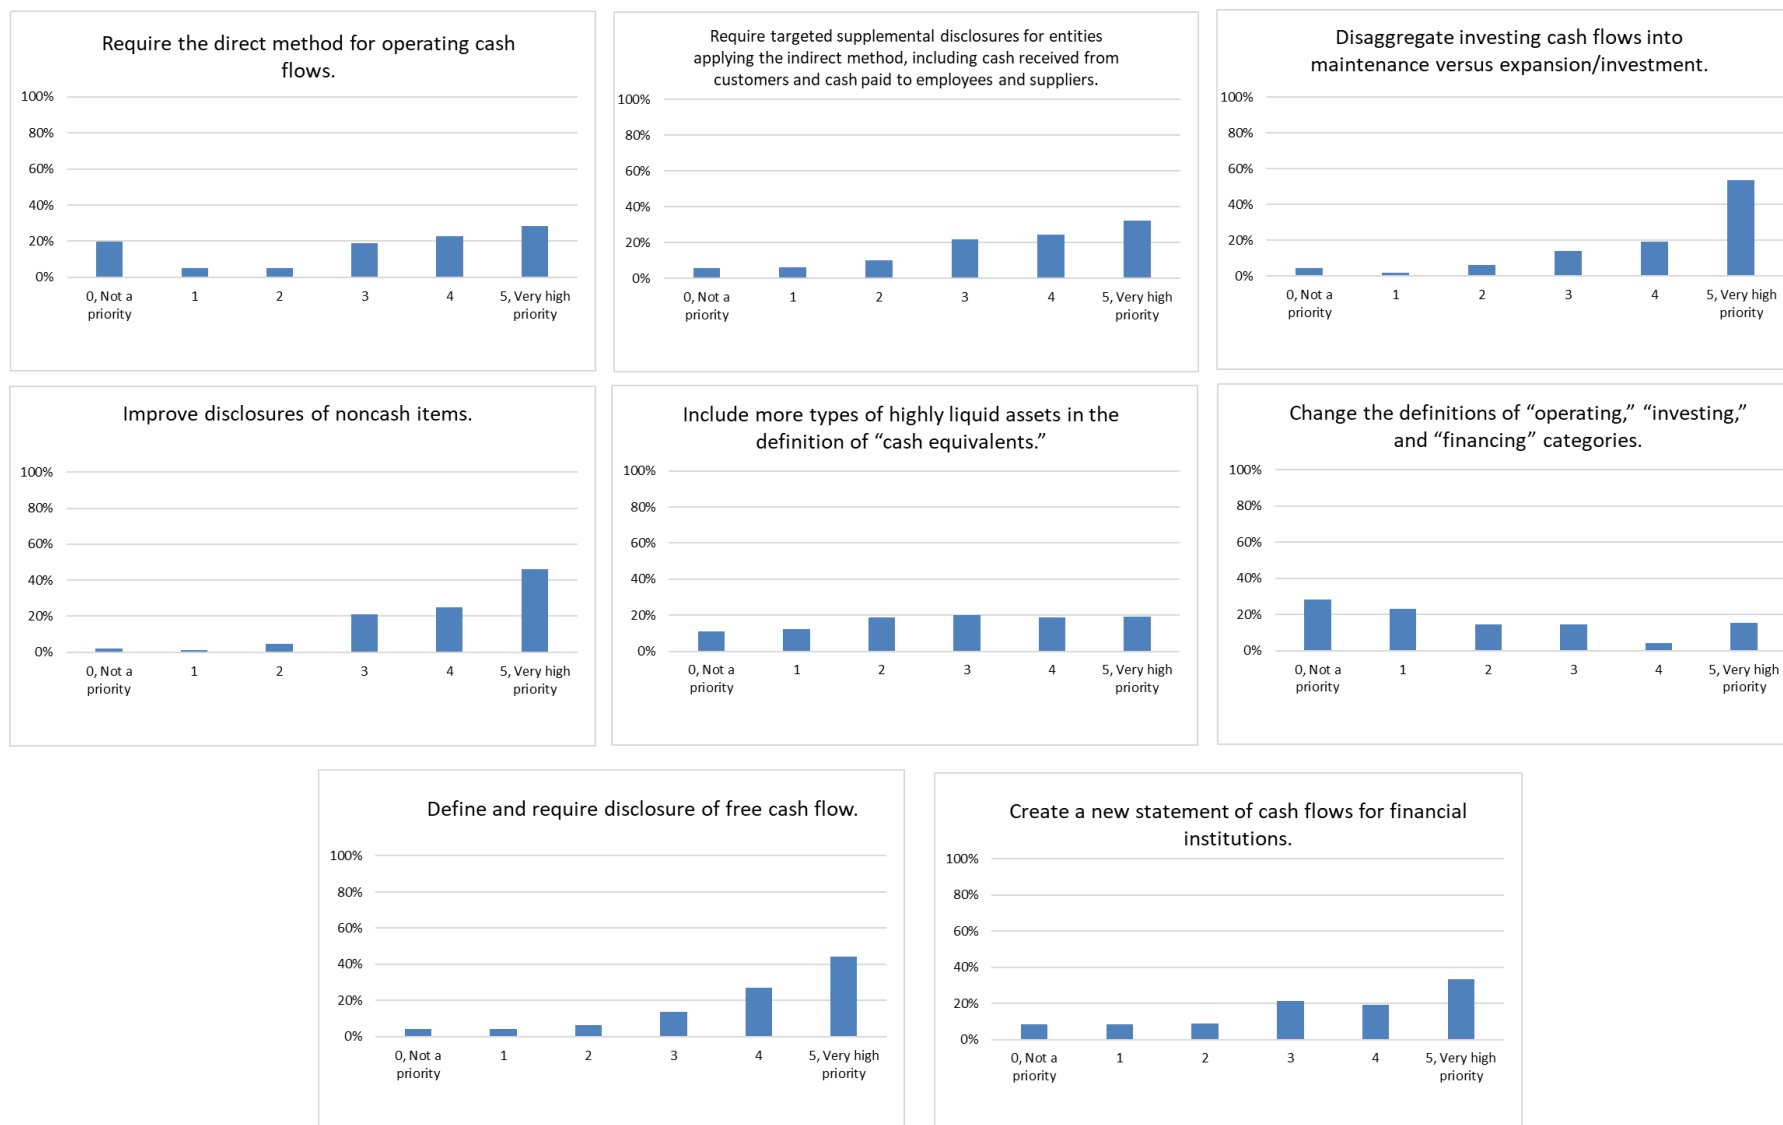 Require the direct method for operating cash
flows.
100%
80%
60%
40%
20%
0%
0, Not a
priority
1
2
3
4
5, Very high
priority
Require targeted supplemental disclosures for entities
applying the indirect method, including cash received from
customers and cash paid to employees and suppliers.
100%
80%
60%
40%
20%
0%
0, Not a
priority
1
2
3
4
5, Very high
priority
Disaggregate investing cash flows into
maintenance versus expansion/investment.
100%
80%
60%
40%
20%
0%
0, Not a
priority
1
2
3
4
5, Very high
priority
Improve disclosures of noncash items.
100%
80%
60%
40%
20%
0%
0, Not a
priority
1
2
3
4
5, Very high
priority
Include more types of highly liquid assets in the
definition of “cash equivalents.”
100%
80%
60%
40%
20%
0%
0, Not a
priority
1
2
3
4
5, Very high
priority
Change the definitions of “operating,” “investing,”
and “financing” categories.
100%
80%
60%
40%
20%
0%
0, Not a
priority
1
2
3
4
5, Very high
priority
Define and require disclosure of free cash flow.
100%
80%
60%
40%
20%
0%
0, Not a
priority
1
2
3
4
5, Very high
priority
Create a new statement of cash flows for financial
institutions.
100%
80%
60%
40%
20%
0%
0, Not a
priority
1
2
3
4
5, Very high
priority